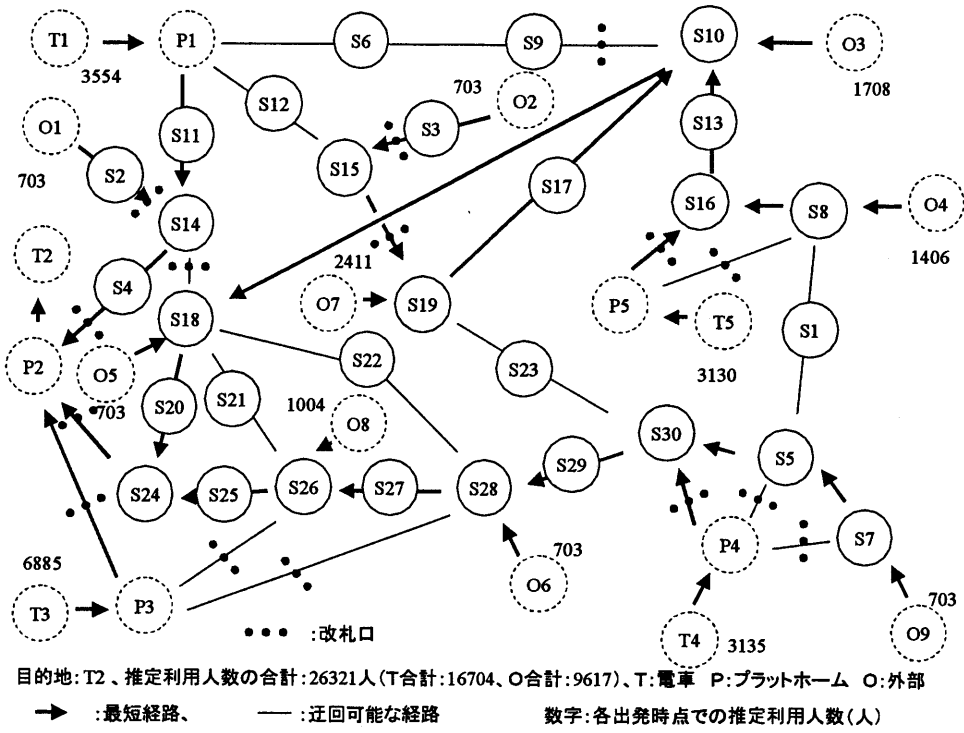 T1
P1
S6
S9
S10
O3
3554
1708
S12
703
O2
O1
S11
S3
S13
703
S2
S15
S17
S16
S8
O4
S14
1406
T2
2411
S4
O7
S19
P5
T5
S18
S1
P2
O5
S22
S23
3130
703
S20
S21
1004
O8
S30
S29
S5
S24
S25
S26
S27
S28
P4
S7
6885
703
O6
T3
P3
703
T4
3135
O9
:改札口
目的地:T2 、推定利用人数の合計:26321人(T合計:16704、O合計:9617)、T:電車 P:プラットホーム O:外部
:最短経路、 :迂回可能な経路 数字:各出発時点での推定利用人数(人)